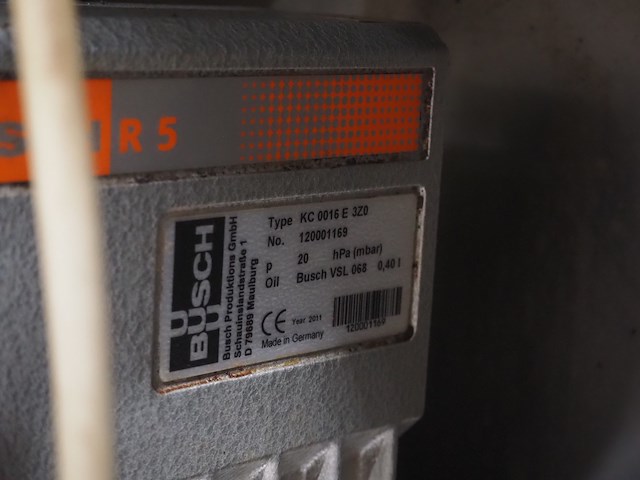 R 5
BUSCH
Busch Produktions GmbH
Schauinslandstraße 1
D 79689 Maulburg
Type KC 0016 E 3Z0
No. 120001169
p 20 hPa (mbar)
Oil Busch VSL 068 0,40 l
CE Year 2011
Made in Germany
120001169